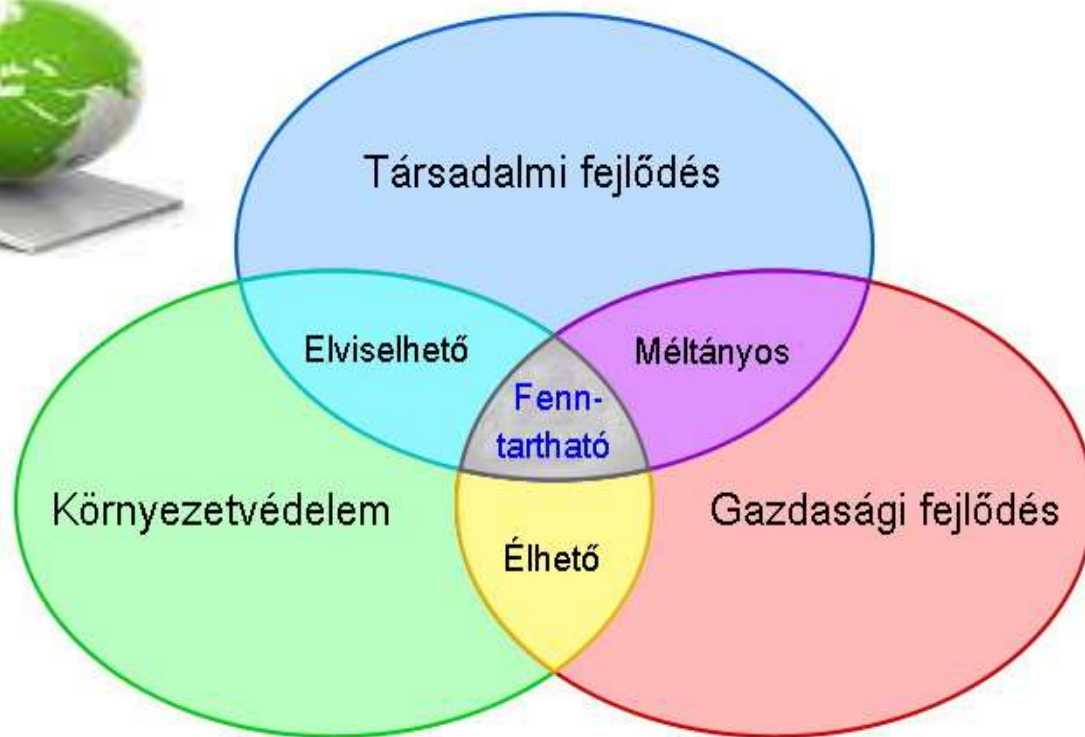 Társadalmi fejlődés
Elviselhető
Méltányos
Fenn-
tartható
Környezetvédelem
Gazdasági fejlődés
Élhető